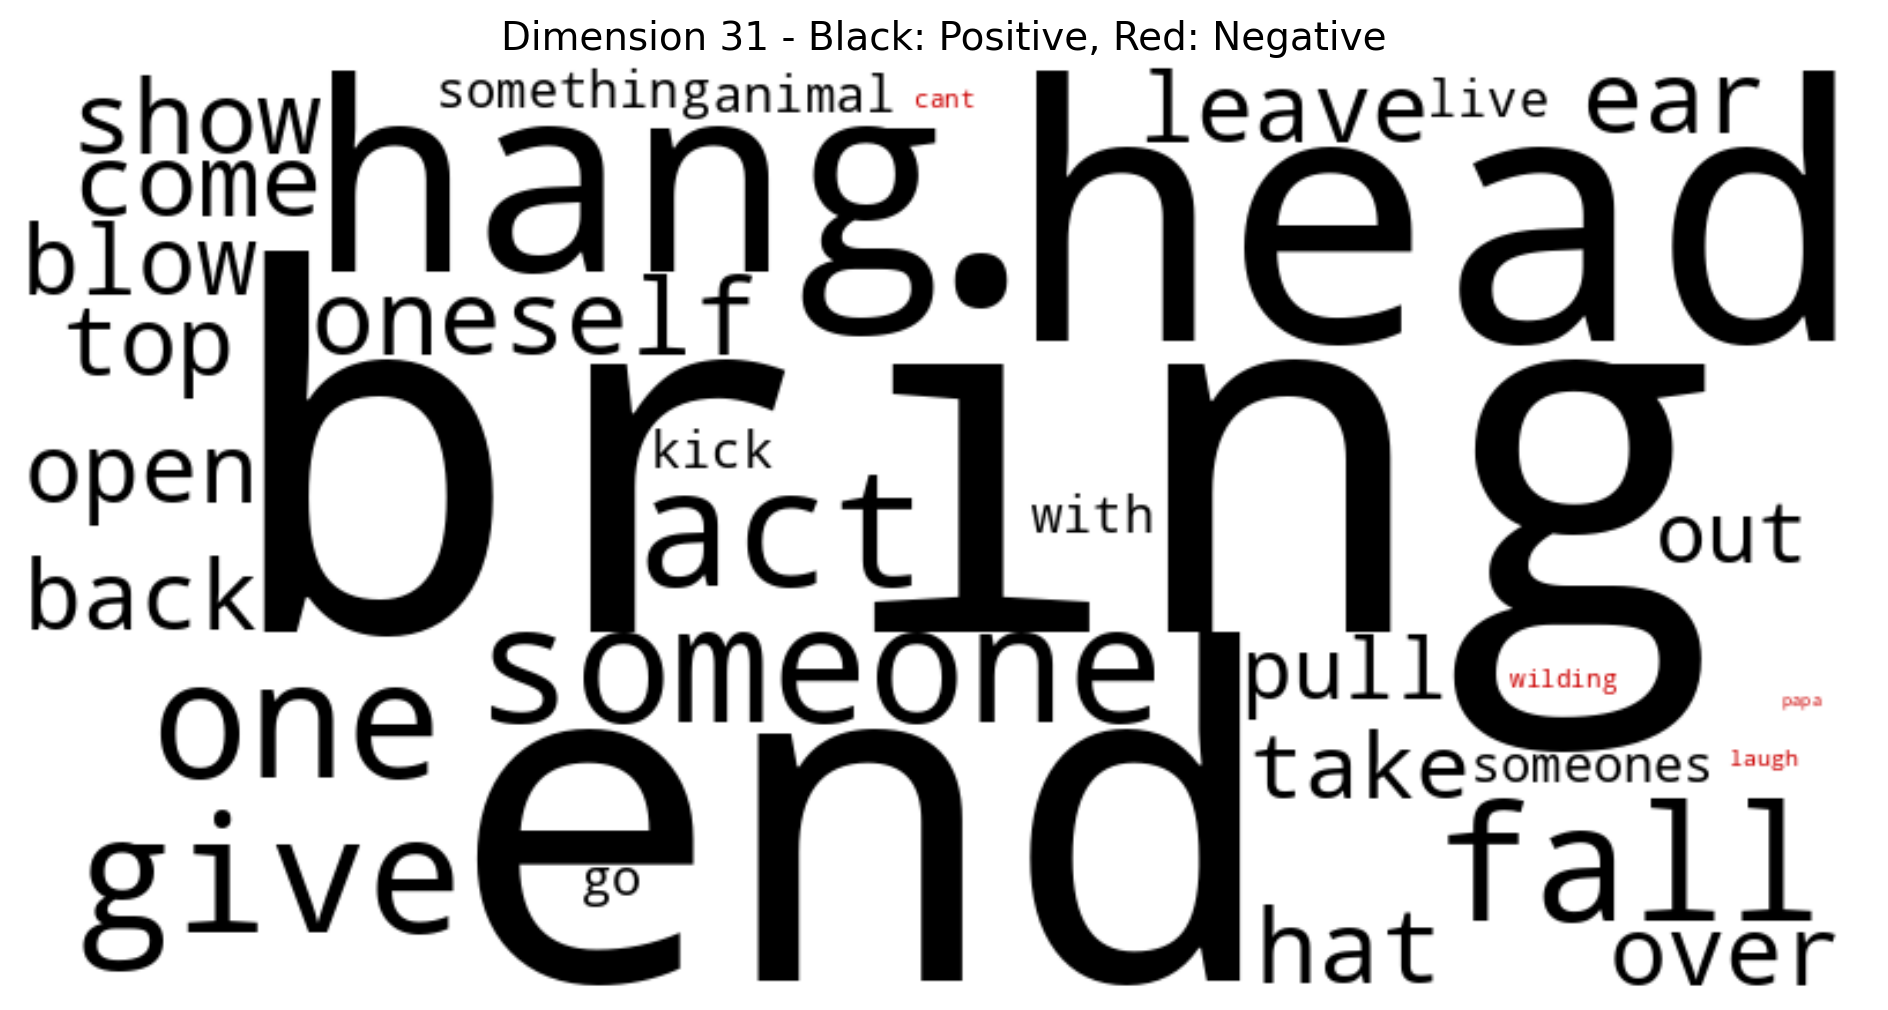 Dimension 31 - Black: Positive, Red: Negative
show hang. something animal cant head leave live ear
come
blow
top oneself
bring
open kick
act with out
back
someone pull wilding papa
one
take someones laugh
give end go fall
hat over